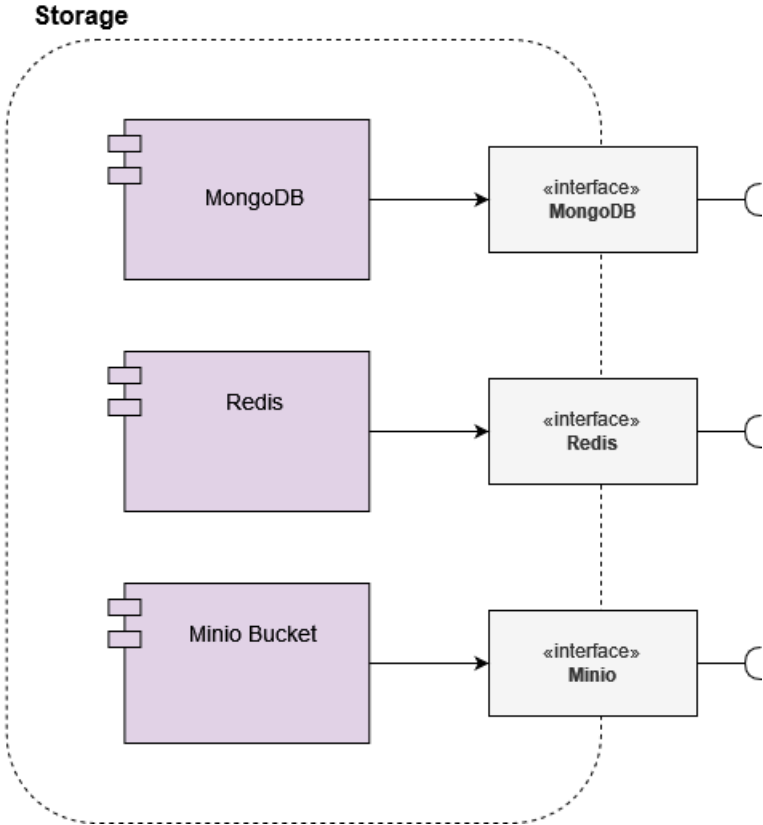 Storage
MongoDB
«interface»
MongoDB
Redis
«interface»
Redis
Minio Bucket
«interface»
Minio